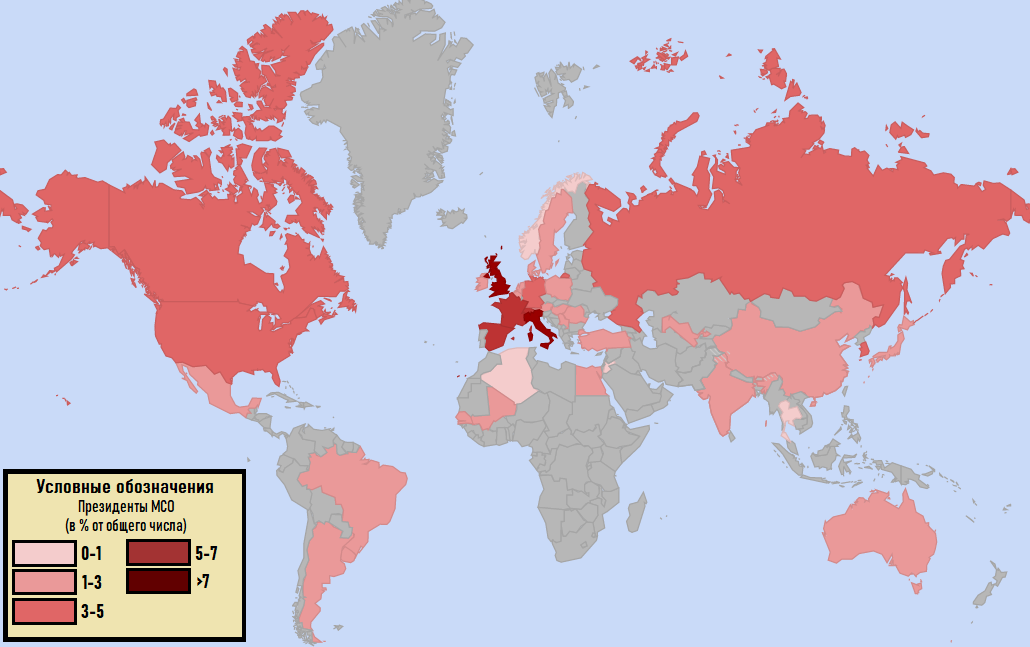 Условные обозначения
Президенты МСО
(в % от общего числа)
0-1
5-7
1-3
>7
3-5